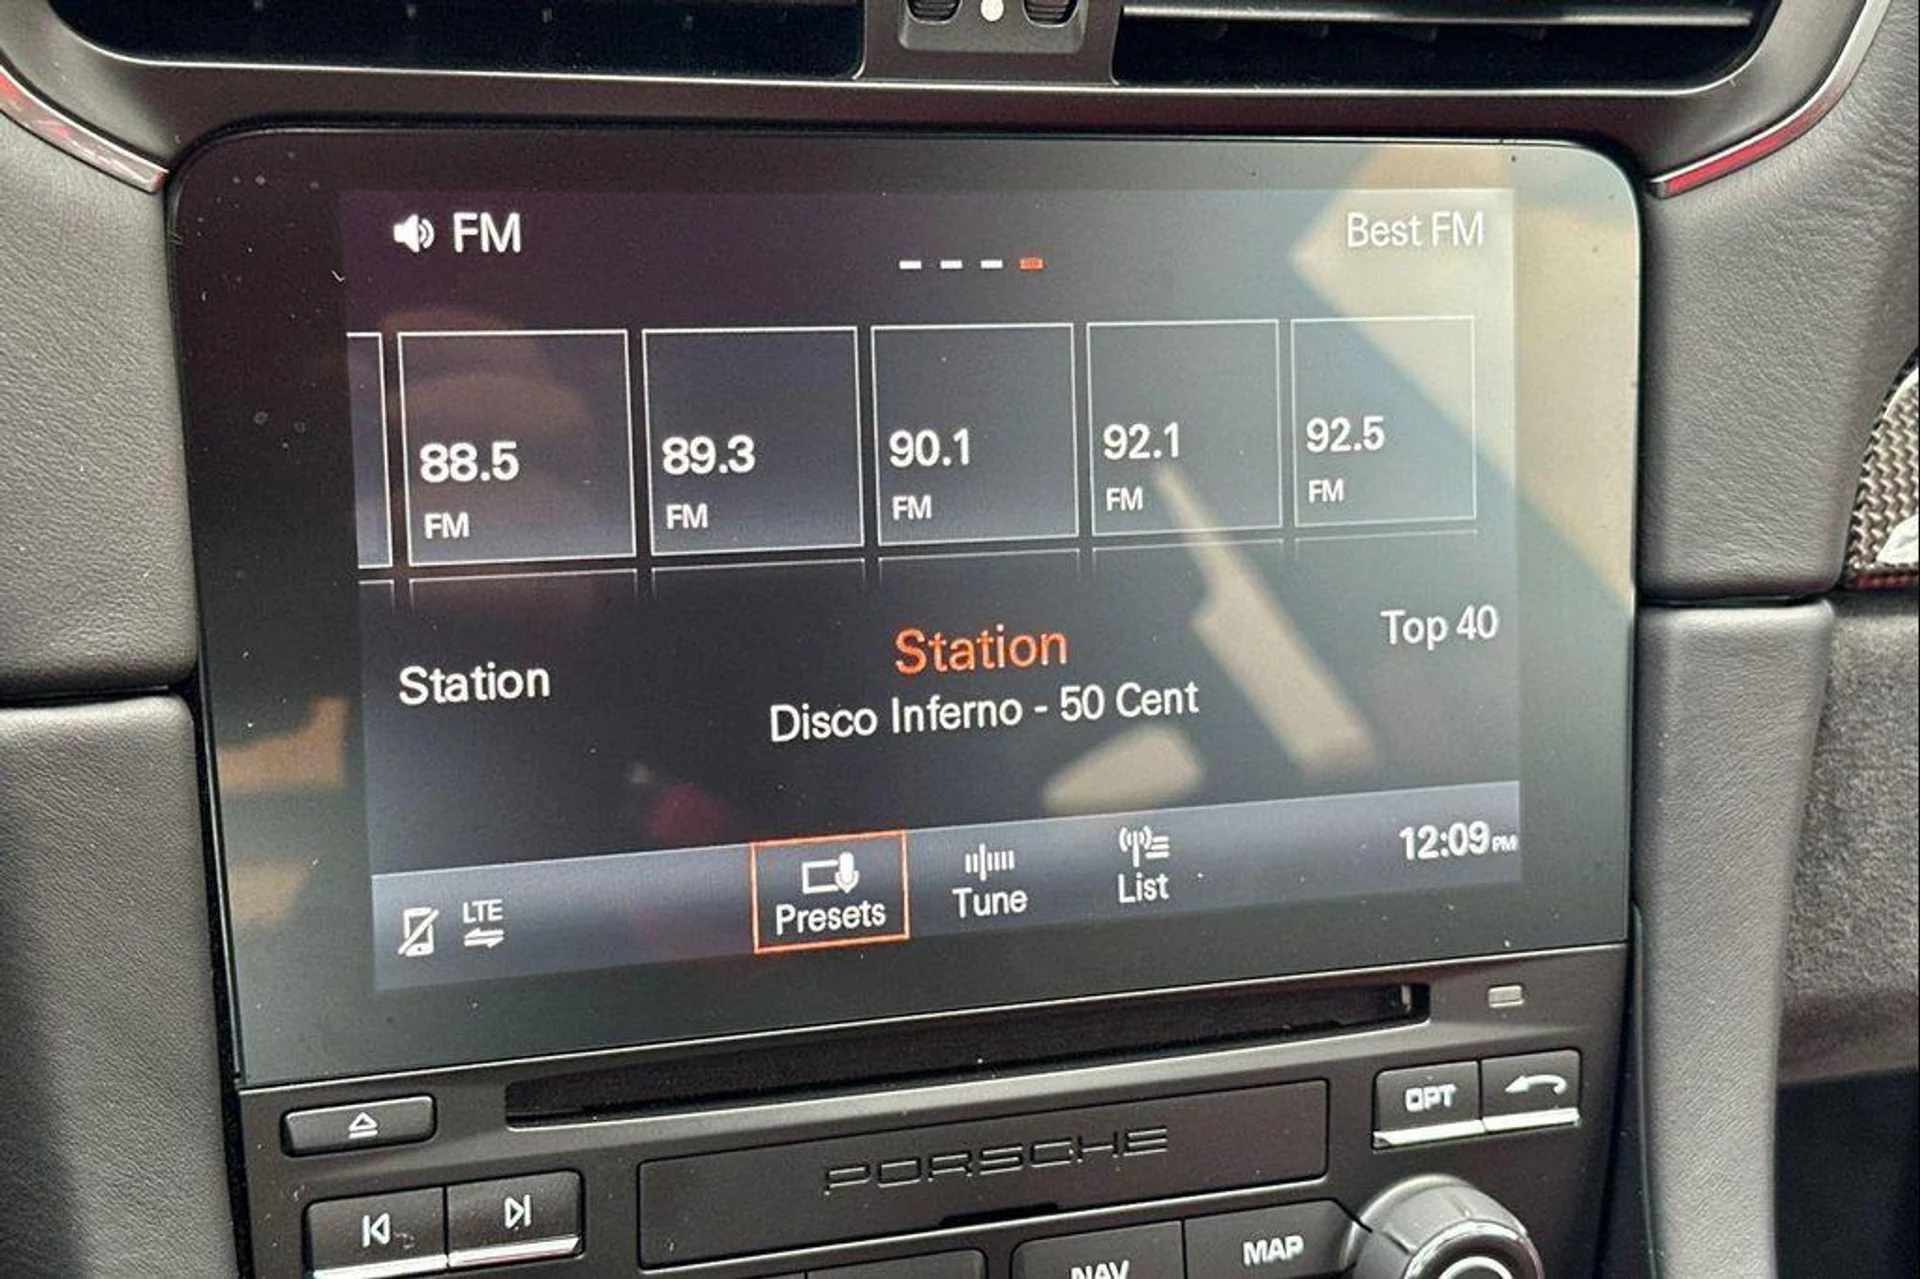 FM
Best FM
88.5
FM
89.3
FM
90.1
FM
92.1
FM
92.5
FM
Station
Station
Disco Inferno - 50 Cent
Top 40
LTE
Presets
Tune
List
12:09PM
OPT
PORSCHE
NAV
MAP